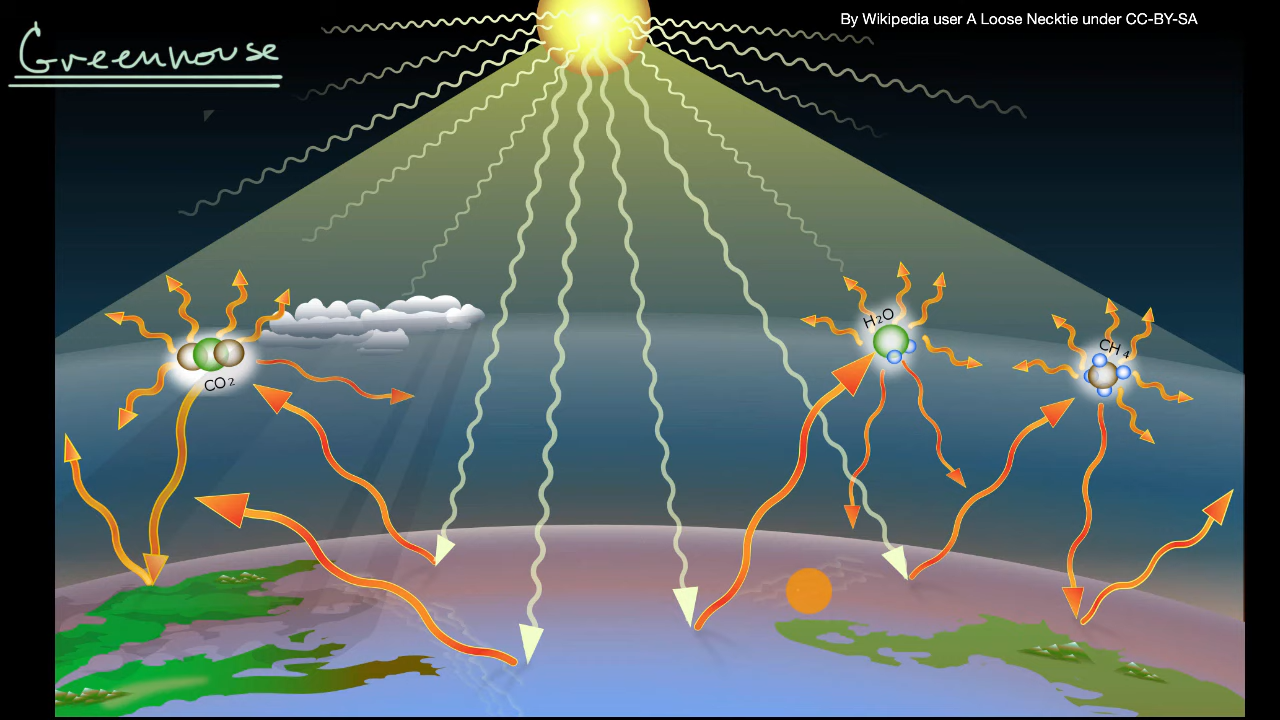 By Wikipedia user A Loose Necktie under CC-BY-SA
Greenhouse
H₂O
CH₄
CO₂